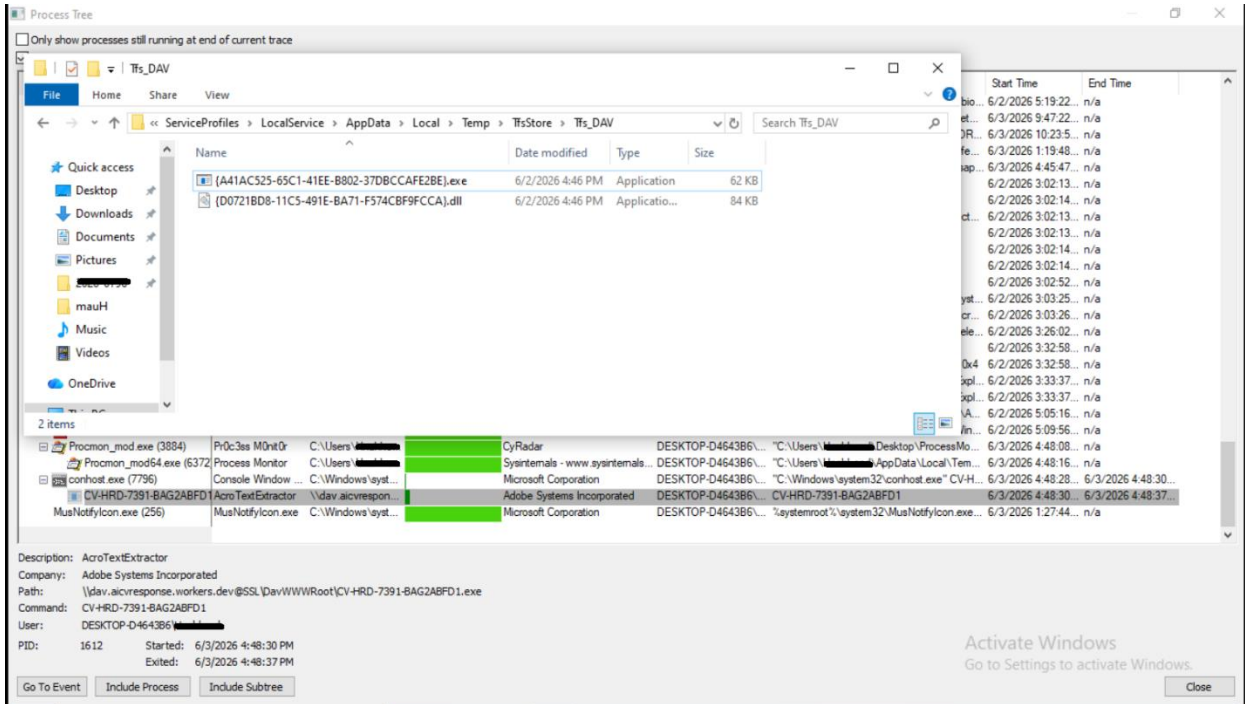 Process Tree
Only show processes still running at end of current trace
Tfs_DAV
File Home Share View
« ServiceProfiles > LocalService > AppData > Local > Temp > TfsStore > Tfs_DAV
Search Tfs_DAV
Name Date modified Type Size
{A41AC525-65C1-41EE-B802-37DBCCAFE2BE}.exe 6/2/2026 4:46 PM Application 62 KB
{D0721BD8-11C5-491E-BA71-F574CBF9FCCA}.dll 6/2/2026 4:46 PM Applicatio... 84 KB
Quick access
Desktop
Downloads
Documents
Pictures
mauH
Music
Videos
OneDrive
2 items
Start Time End Time
bio... 6/2/2026 5:19:22... n/a
et... 6/3/2026 9:47:22... n/a
DR... 6/3/2026 10:23:5... n/a
fe... 6/3/2026 1:19:48... n/a
ap... 6/3/2026 4:45:47... n/a
6/2/2026 3:02:13... n/a
6/2/2026 3:02:14... n/a
ct... 6/2/2026 3:02:13... n/a
6/2/2026 3:02:13... n/a
6/2/2026 3:02:14... n/a
6/2/2026 3:02:14... n/a
6/2/2026 3:02:52... n/a
yst... 6/2/2026 3:03:25... n/a
cr... 6/2/2026 3:03:26... n/a
ele... 6/2/2026 3:26:02... n/a
6/2/2026 3:32:58... n/a
0x4 6/2/2026 3:32:58... n/a
xpl... 6/2/2026 3:33:37... n/a
xpl... 6/2/2026 3:33:37... n/a
\A... 6/2/2026 5:05:16... n/a
/in... 6/2/2026 5:09:56... n/a
Procmon_mod.exe (3884) Pr0c3ss M0nit0r C:\Users\ CyRadar DESKTOP-D4643B6\... "C:\Users\ Desktop\ProcessMo... 6/3/2026 4:48:08... n/a
Procmon_mod64.exe (6372 Process Monitor C:\Users\ Sysinternals - www.sysinternals... DESKTOP-D4643B6\... "C:\Users\ \AppData\Local\Tem... 6/3/2026 4:48:16... n/a
conhost.exe (7796) Console Window ... C:\Windows\syst... Microsoft Corporation DESKTOP-D4643B6\... "C:\Windows\system32\conhost.exe" CV-H... 6/3/2026 4:48:28... 6/3/2026 4:48:30...
CV-HRD-7391-BAG2ABFD1 AcroTextExtractor \\dav.aicvrespon... Adobe Systems Incorporated DESKTOP-D4643B6\... CV-HRD-7391-BAG2ABFD1 6/3/2026 4:48:30... 6/3/2026 4:48:37...
MusNotifyIcon.exe (256) MusNotifyIcon.exe C:\Windows\syst... Microsoft Corporation DESKTOP-D4643B6\... %systemroot%\system32\MusNotifyIcon.exe... 6/3/2026 1:27:44... n/a
Description: AcroTextExtractor
Company: Adobe Systems Incorporated
Path: \\dav.aicvresponse.workers.dev@SSL\DavWWWRoot\CV-HRD-7391-BAG2ABFD1.exe
Command: CV-HRD-7391-BAG2ABFD1
User: DESKTOP-D4643B6\
PID: 1612 Started: 6/3/2026 4:48:30 PM
Exited: 6/3/2026 4:48:37 PM
Activate Windows
Go to Settings to activate Windows.
Go To Event Include Process Include Subtree Close